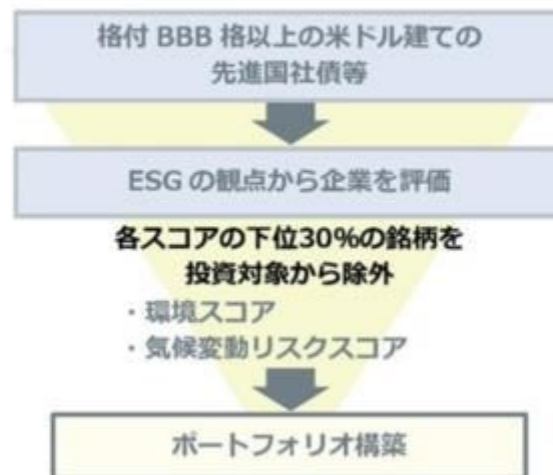 格付 BBB 格以上の米ドル建ての
先進国社債等
ESG の観点から企業を評価
各スコアの下位30%の銘柄を
投資対象から除外
・環境スコア
・気候変動リスクスコア
ポートフォリオ構築